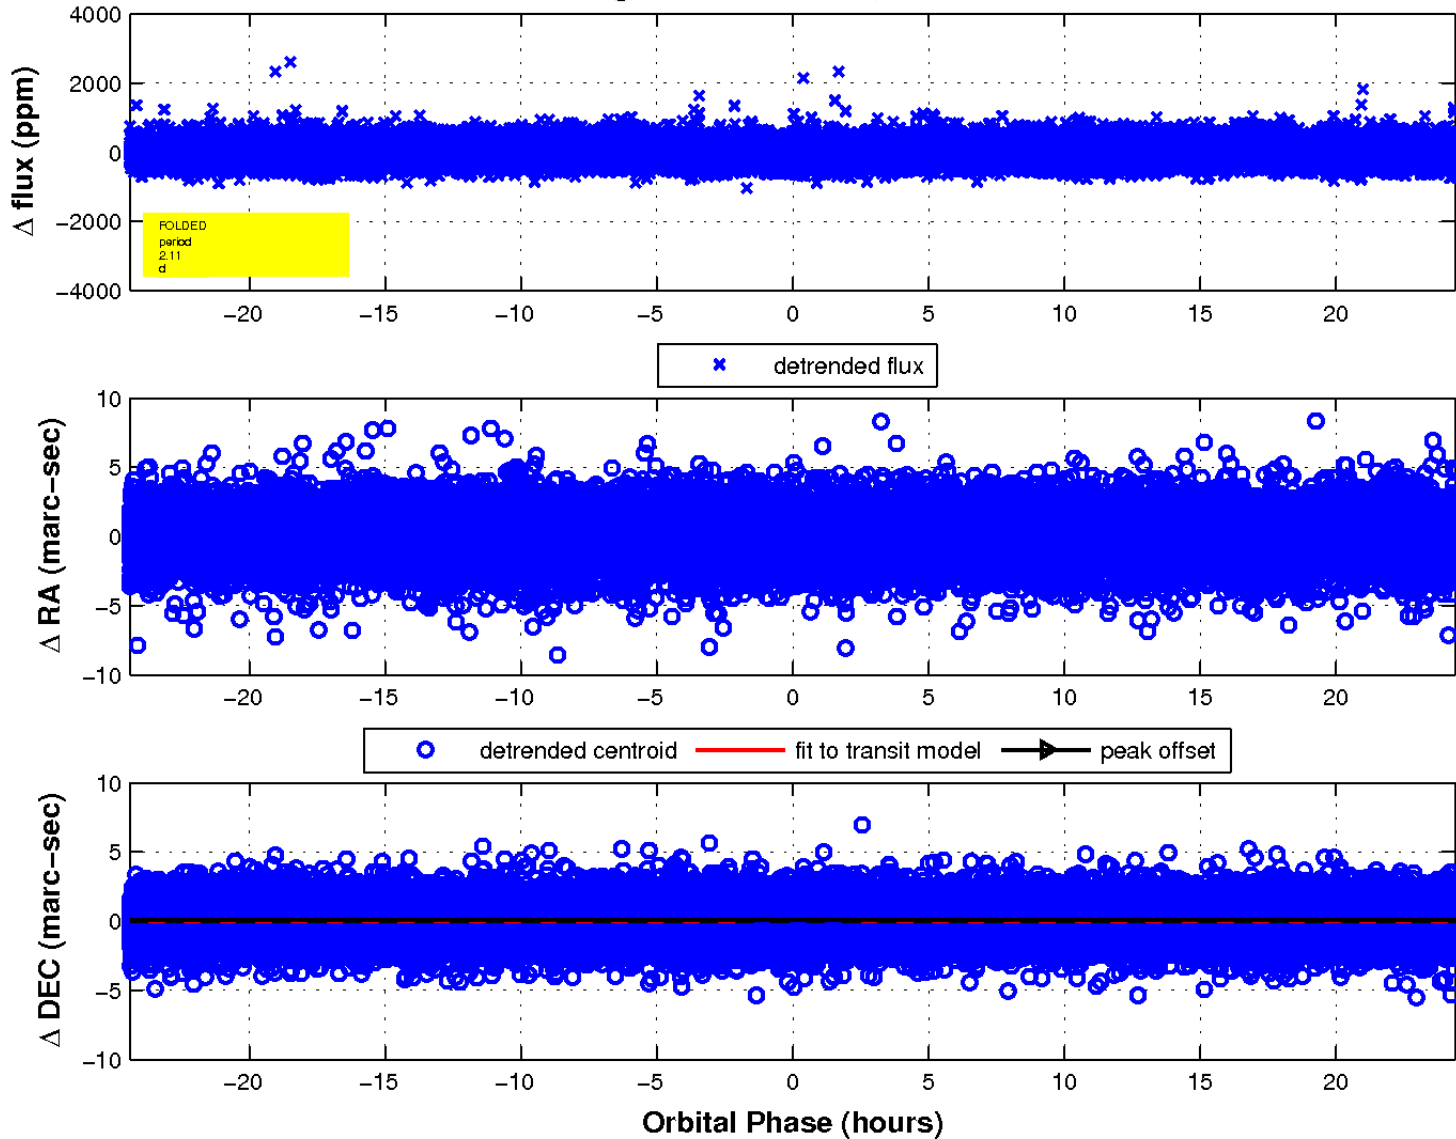 4000
2000
0
−2000
−4000
Δ flux (ppm)
FOLDED
period
2.11
d
−20 −15 −10 −5 0 5 10 15 20
detrended flux
10
5
0
−5
−10
Δ RA (marc−sec)
−20 −15 −10 −5 0 5 10 15 20
detrended centroid fit to transit model peak offset
10
5
0
−5
−10
Δ DEC (marc−sec)
−20 −15 −10 −5 0 5 10 15 20
Orbital Phase (hours)